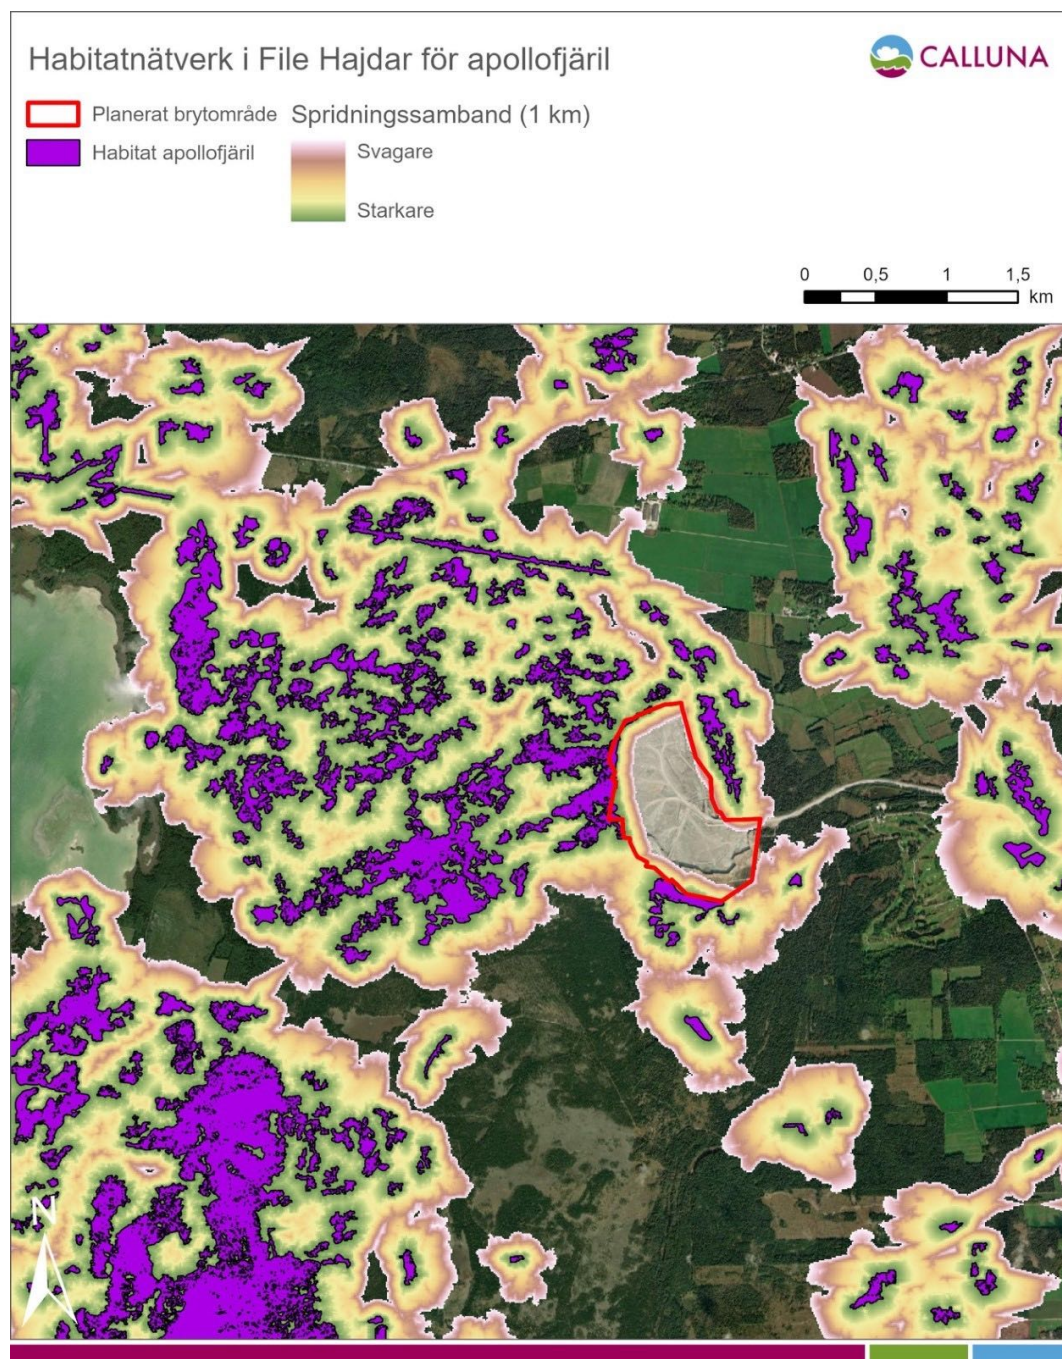 Habitatnätverk i File Hajdar för apollofjäril
CALLUNA
Planerat brytområde
Habitat apollofjäril
Spridningssamband (1 km)
Svagare
Starkare
0 0,5 1 1,5
km
N